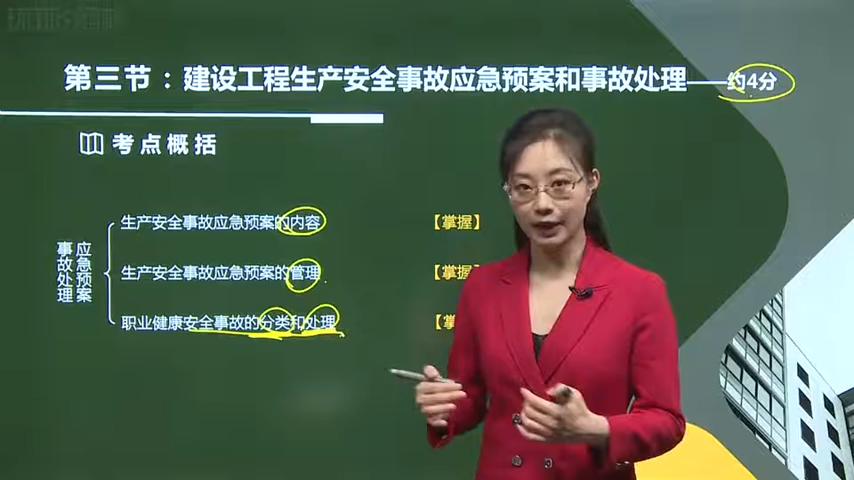 第三节：建设工程生产安全事故应急预案和事故处理——约4分
考点概括
应急预案
事故处理
生产安全事故应急预案的内容 【掌握】
生产安全事故应急预案的管理 【掌握
职业健康安全事故的分类和处理 【掌